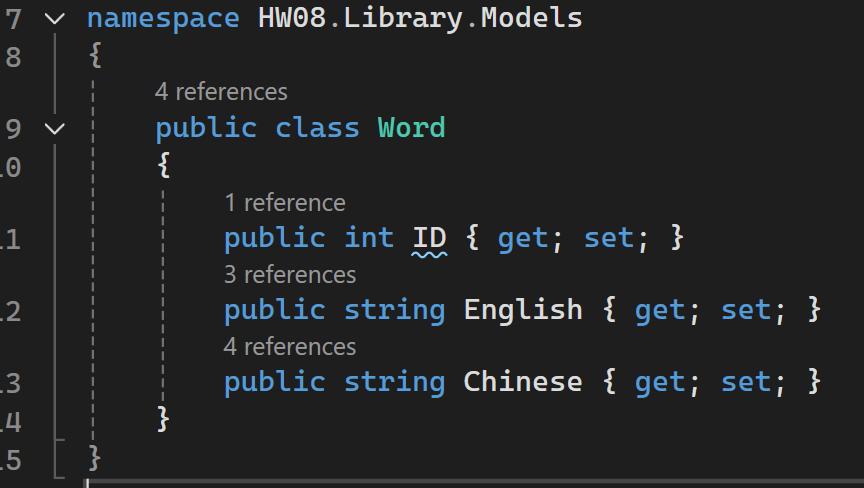 7 namespace HW08.Library.Models
8 {
4 references
9 public class Word
10 {
1 reference
11 public int ID { get; set; }
3 references
12 public string English { get; set; }
4 references
13 public string Chinese { get; set; }
14 }
15 }